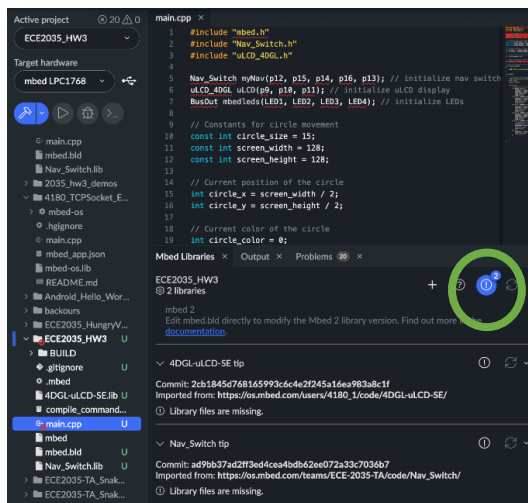 Active project
20
0
ECE2035_HW3
Target hardware
mbed LPC1768
main.cpp
mbed.bld
Nav_Switch.lib
2035_hw3_demos
4180_TCPSocket_E...
mbed-os
.hgignore
main.cpp
mbed_app.json
mbed-os.lib
README.md
Android_Hello_Wor...
backours
ECE2035_HungryV...
ECE2035_HW3 U
BUILD
.gitignore U
.mbed
4DGL-uLCD-SE.lib U
compile_command...
main.cpp U
mbed
mbed.bld U
Nav_Switch.lib U
ECE2035-TA_Snak...
ECE2035-TA_Snak...
main.cpp ×
1 #include "mbed.h"
2 #include "Nav_Switch.h"
3 #include "uLCD_4DGL.h"
4
5 Nav_Switch myNav(p12, p15, p14, p16, p13); // initialize nav switch
6 uLCD_4DGL uLCD(p9, p10, p11); // initialize uLCD display
7 BusOut mbedleds(LED1, LED2, LED3, LED4); // initialize LEDs
8
9 // Constants for circle movement
10 const int circle_size = 15;
11 const int screen_width = 128;
12 const int screen_height = 128;
13
14 // Current position of the circle
15 int circle_x = screen_width / 2;
16 int circle_y = screen_height / 2;
17
18 // Current color of the circle
19 int circle_color = 0;
Mbed Libraries × Output × Problems 20 ×
ECE2035_HW3
2 libraries
2
mbed 2
Edit mbed.bld directly to modify the Mbed 2 library version. Find out more in the
documentation.
4DGL-uLCD-SE tip
Commit: 2cb1845d768165993c6c4e2f245a16ea983a8c1f
Imported from: https://os.mbed.com/users/4180_1/code/4DGL-uLCD-SE/
Library files are missing.
Nav_Switch tip
Commit: ad9bb37ad2ff3ed4cea4bdb62ee072a33c7036b7
Imported from: https://os.mbed.com/teams/ECE-2035-TA/code/Nav_Switch/
Library files are missing.